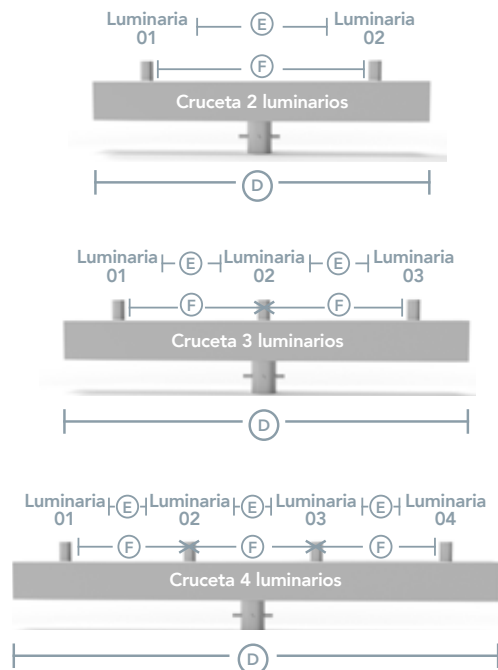 Luminaria 01 E Luminaria 02
F
Cruceta 2 luminarios
D
Luminaria 01 E Luminaria 02 E Luminaria 03
F F
Cruceta 3 luminarios
D
Luminaria 01 E Luminaria 02 E Luminaria 03 E Luminaria 04
F F F
Cruceta 4 luminarios
D